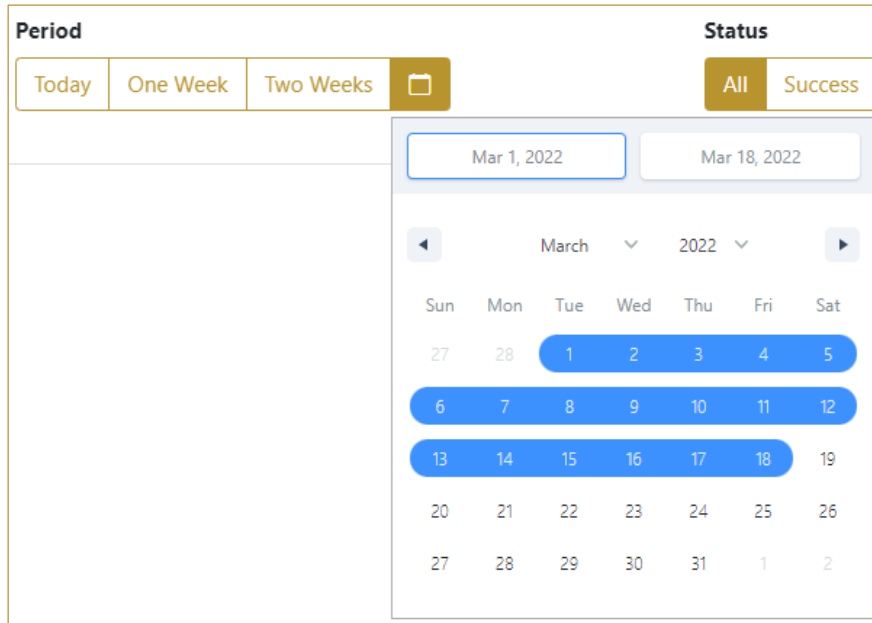 Period
Status
Today One Week Two Weeks
All Success
Mar 1, 2022 Mar 18, 2022
March 2022
Sun Mon Tue Wed Thu Fri Sat
27 28 1 2 3 4 5
6 7 8 9 10 11 12
13 14 15 16 17 18 19
20 21 22 23 24 25 26
27 28 29 30 31 1 2